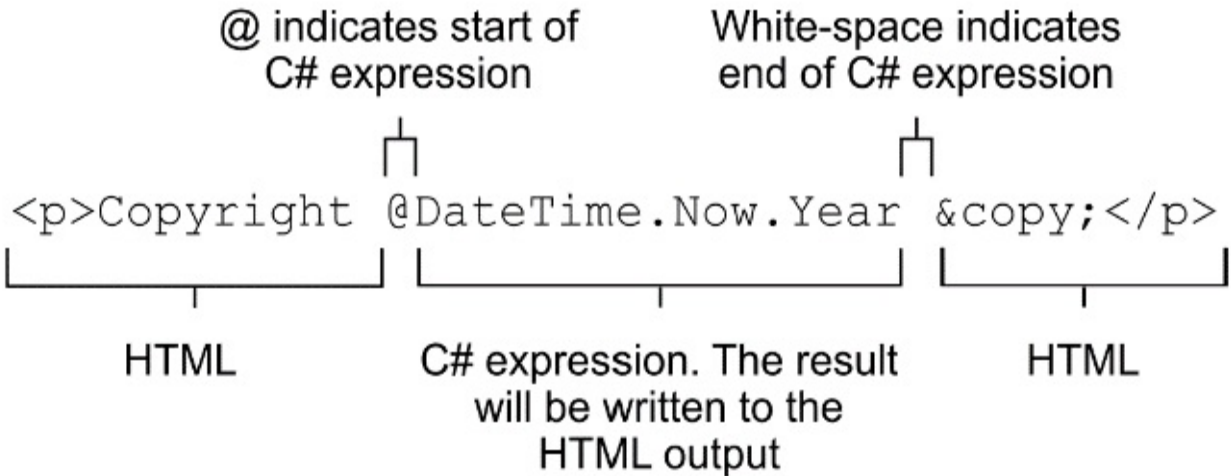 @ indicates start of
C# expression
White-space indicates
end of C# expression
<p>Copyright @DateTime.Now.Year &copy;</p>
HTML
C# expression. The result
will be written to the
HTML output
HTML